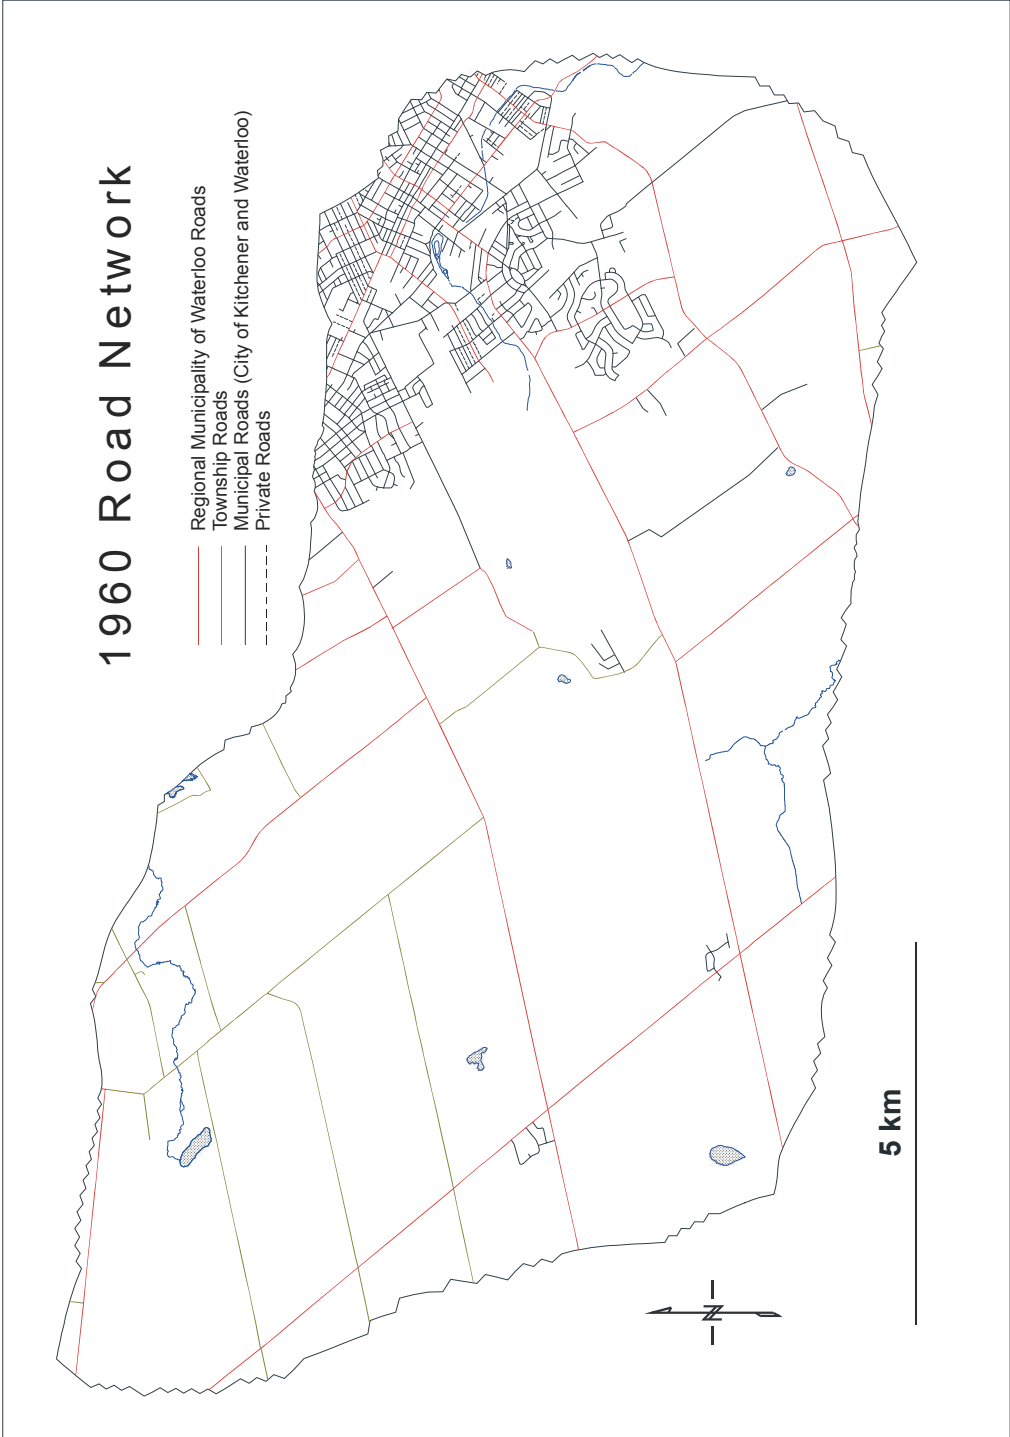 1960 Road Network
Regional Municipality of Waterloo Roads
Township Roads
Municipal Roads (City of Kitchener and Waterloo)
Private Roads
N
5 km